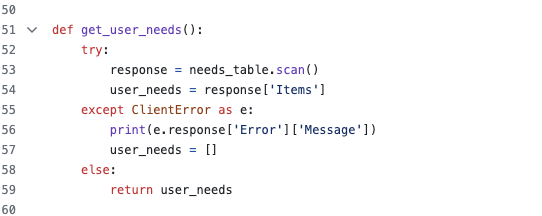 50
51 def get_user_needs():
52     try:
53         response = needs_table.scan()
54         user_needs = response['Items']
55     except ClientError as e:
56         print(e.response['Error']['Message'])
57         user_needs = []
58     else:
59         return user_needs
60